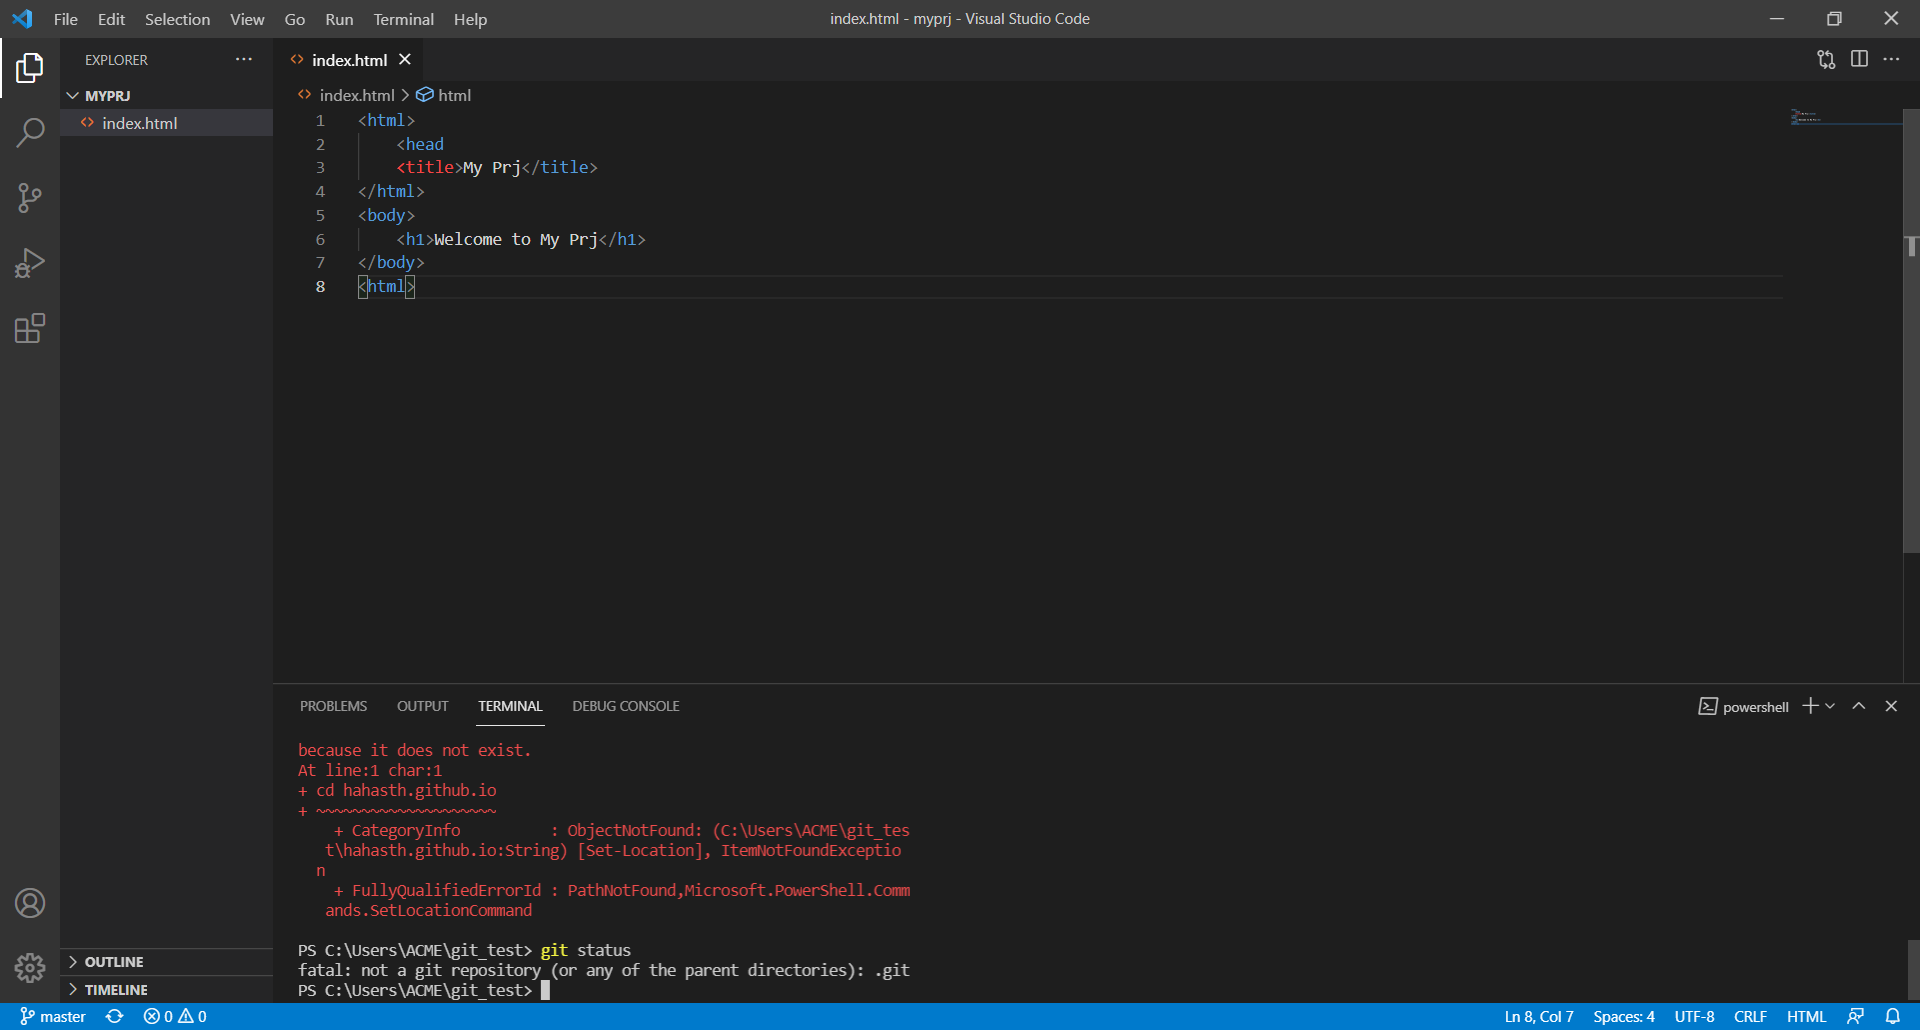 File Edit Selection View Go Run Terminal Help
index.html - myprj - Visual Studio Code
EXPLORER
MYPRJ
index.html
OUTLINE
TIMELINE
index.html
index.html > html
1 <html>
2     <head
3     <title>My Prj</title>
4 </html>
5 <body>
6     <h1>Welcome to My Prj</h1>
7 </body>
8 <html>
PROBLEMS OUTPUT TERMINAL DEBUG CONSOLE
powershell
because it does not exist.
At line:1 char:1
+ cd hahasth.github.io
+ ~~~~~~~~~~~~~~~~~~~~
    + CategoryInfo          : ObjectNotFound: (C:\Users\ACME\git_tes
   t\hahasth.github.io:String) [Set-Location], ItemNotFoundExceptio
  n
    + FullyQualifiedErrorId : PathNotFound,Microsoft.PowerShell.Comm
   ands.SetLocationCommand
PS C:\Users\ACME\git_test> git status
fatal: not a git repository (or any of the parent directories): .git
PS C:\Users\ACME\git_test>
master 0 0
Ln 8, Col 7 Spaces: 4 UTF-8 CRLF HTML